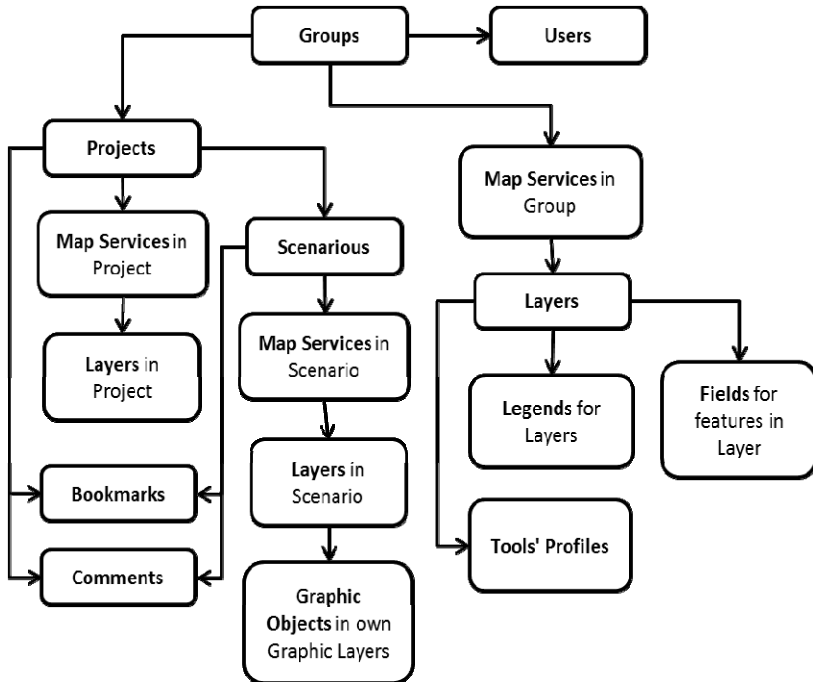 Groups
Users
Projects
Map Services in
Project
Layers in
Project
Bookmarks
Comments
Scenarious
Map Services in
Scenario
Layers in
Scenario
Graphic
Objects in own
Graphic Layers
Map Services in
Group
Layers
Legends for
Layers
Fields for
features in
Layer
Tools' Profiles